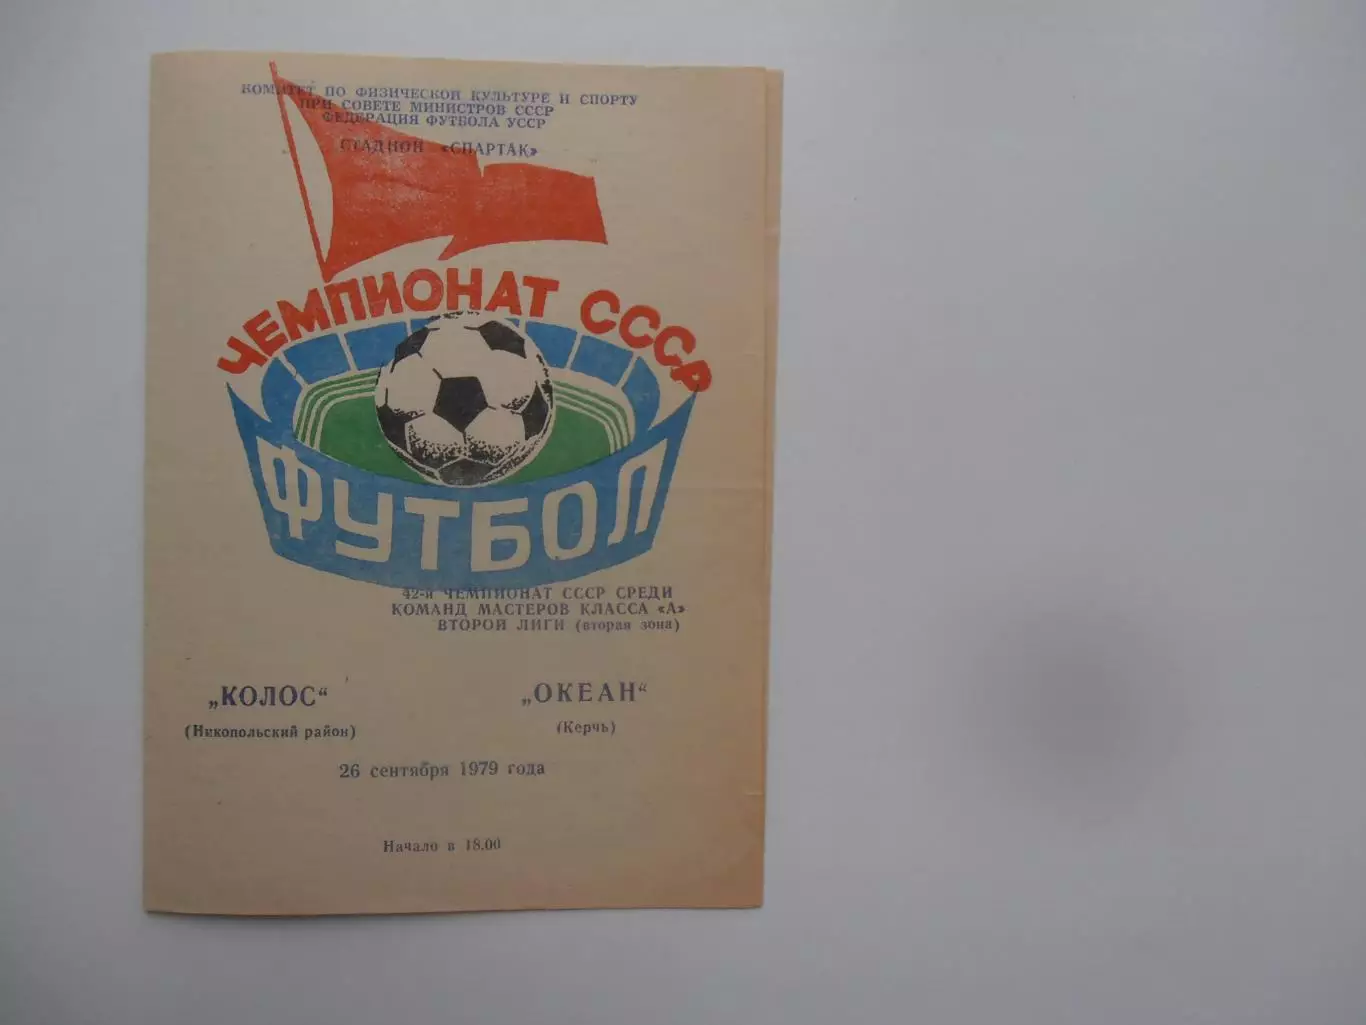 КОМИТЕТ ПО ФИЗИЧЕСКОЙ КУЛЬТУРЕ И СПОРТУ
ПРИ СОВЕТЕ МИНИСТРОВ СССР
ФЕДЕРАЦИЯ ФУТБОЛА УССР
СТАДИОН «СПАРТАК»
ЧЕМПИОНАТ СССР
ФУТБОЛ
42-й ЧЕМПИОНАТ СССР СРЕДИ
КОМАНД МАСТЕРОВ КЛАССА «А»
ВТОРОЙ ЛИГИ (вторая зона)
„КОЛОС“ „ОКЕАН“
(Никопольский район) (Керчь)
26 сентября 1979 года
Начало в 18.00